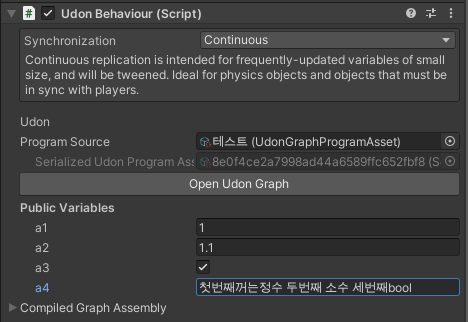 Udon Behaviour (Script)
Synchronization Continuous
Continuous replication is intended for frequently-updated variables of small
size, and will be tweened. Ideal for physics objects and objects that must be
in sync with players.
Udon
Program Source 테스트 (UdonGraphProgramAsset)
Serialized Udon Program Ass 8e0f4ce2a7998ad44a6589ffc652fbf8 (S
Open Udon Graph
Public Variables
a1 1
a2 1.1
a3
a4 첫번째꺼는정수 두번째 소수 세번째bool
Compiled Graph Assembly